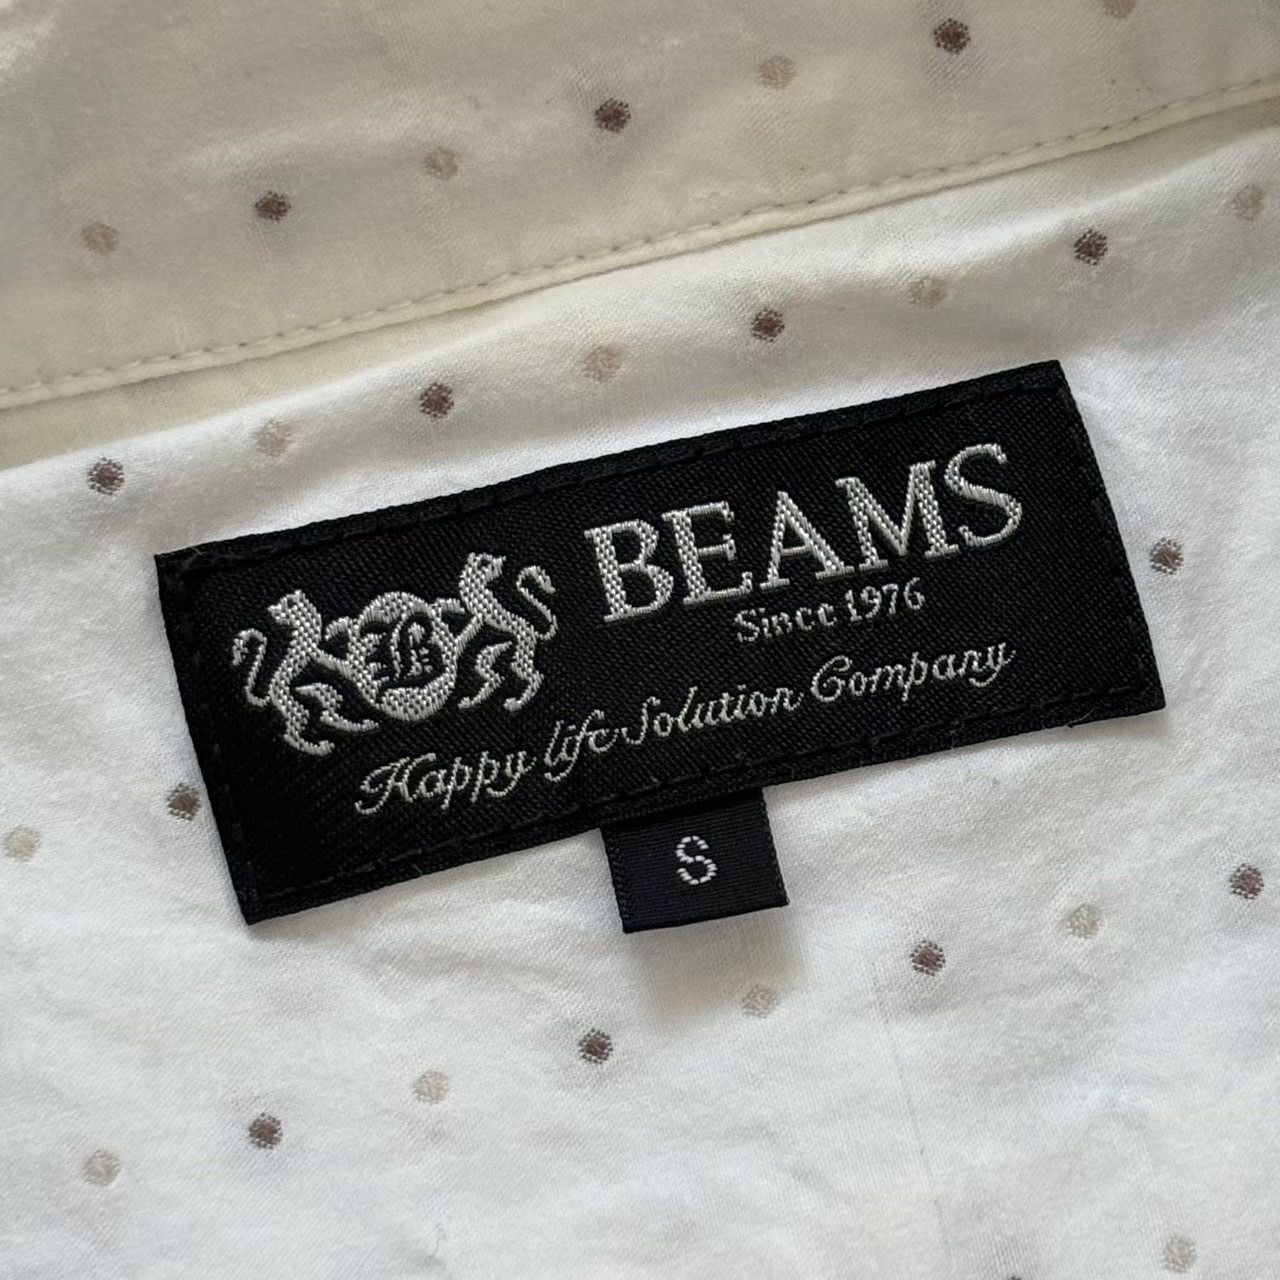 B
BEAMS
Since 1976
Happy life Solution Company
S